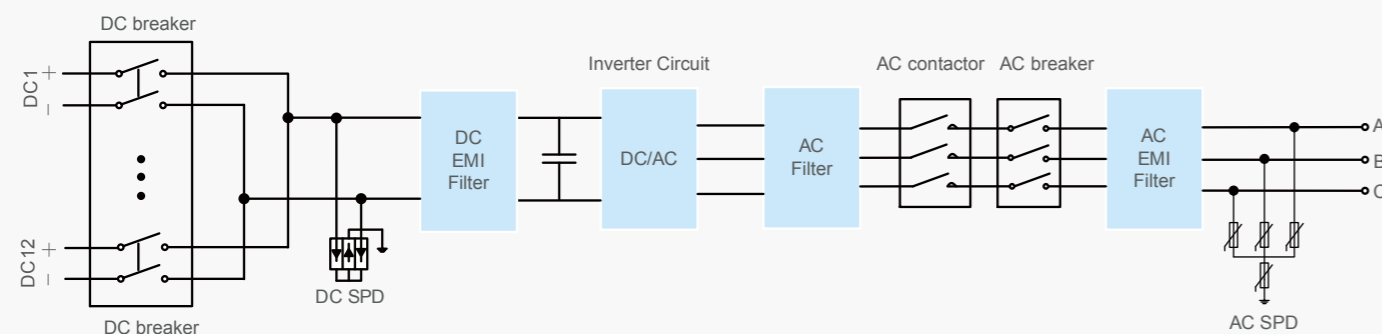 DC breaker
DC1
+
−
DC12
+
−
DC breaker
DC SPD
DC
EMI
Filter
Inverter Circuit
DC/AC
AC
Filter
AC contactor
AC breaker
AC
EMI
Filter
A
B
C
AC SPD